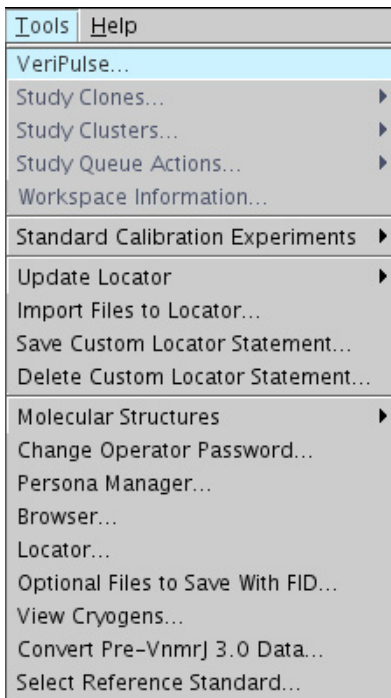 Tools Help
VeriPulse...
Study Clones...
Study Clusters...
Study Queue Actions...
Workspace Information...
Standard Calibration Experiments
Update Locator
Import Files to Locator...
Save Custom Locator Statement...
Delete Custom Locator Statement...
Molecular Structures
Change Operator Password...
Persona Manager...
Browser...
Locator...
Optional Files to Save With FID...
View Cryogens...
Convert Pre-VnmrJ 3.0 Data...
Select Reference Standard...